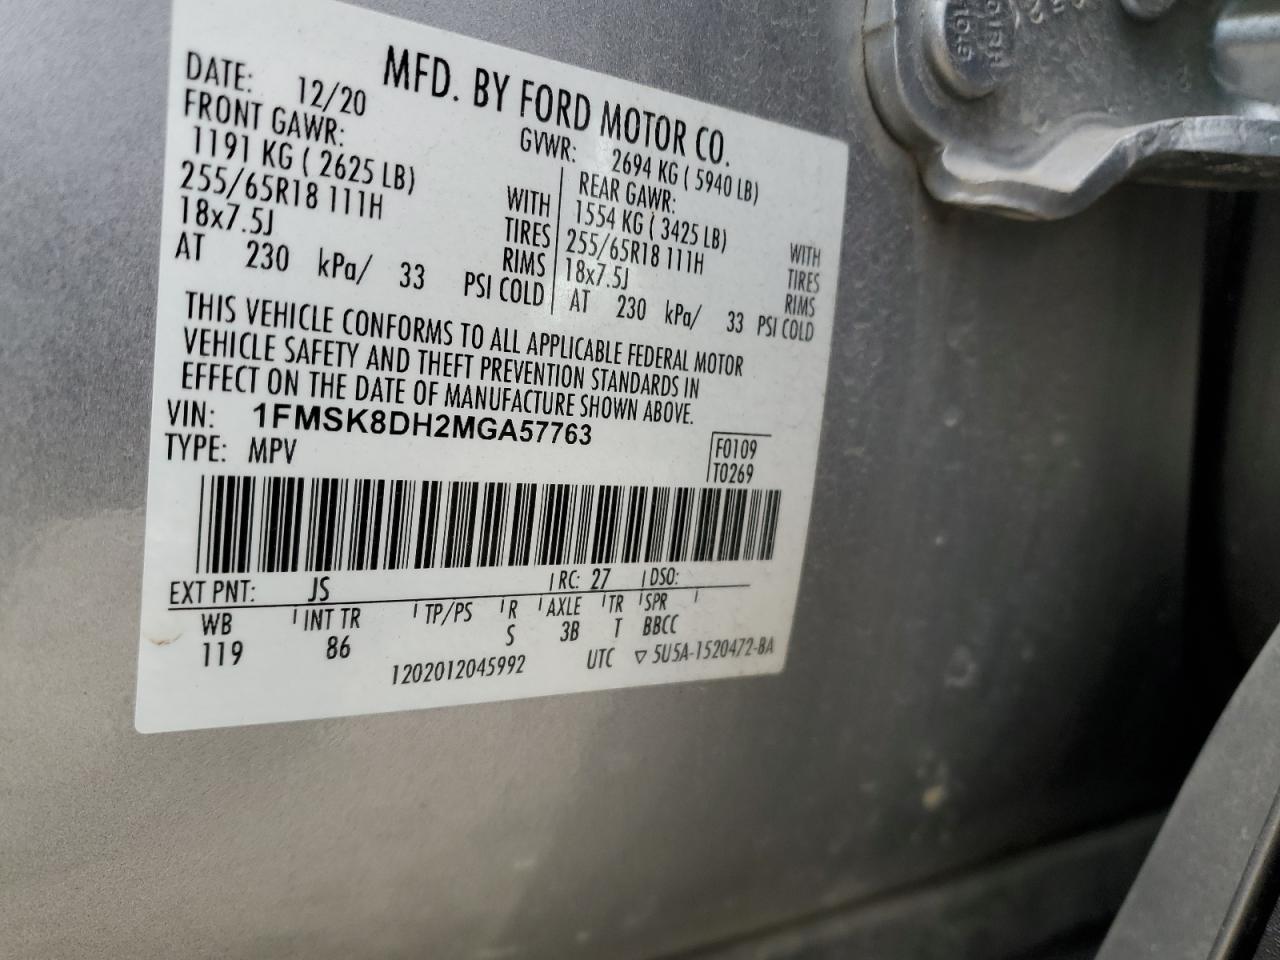 MFD. BY FORD MOTOR CO.
DATE: 12/20 GVWR: 2694 KG ( 5940 LB)
FRONT GAWR: REAR GAWR:
1191 KG ( 2625 LB) WITH 1554 KG ( 3425 LB) WITH
255/65R18 111H TIRES 255/65R18 111H TIRES
18x7.5J RIMS 18x7.5J RIMS
AT 230 kPa/ 33 PSI COLD AT 230 kPa/ 33 PSI COLD
THIS VEHICLE CONFORMS TO ALL APPLICABLE FEDERAL MOTOR
VEHICLE SAFETY AND THEFT PREVENTION STANDARDS IN
EFFECT ON THE DATE OF MANUFACTURE SHOWN ABOVE.
VIN: 1FMSK8DH2MGA57763
TYPE: MPV F0109
T0269
EXT PNT: JS RC: 27 DSO:
WB INT TR TP/PS R AXLE TR SPR
119 86 S 3B T BBCC
1202012045992 UTC ▽ 5U5A-1520472-BA